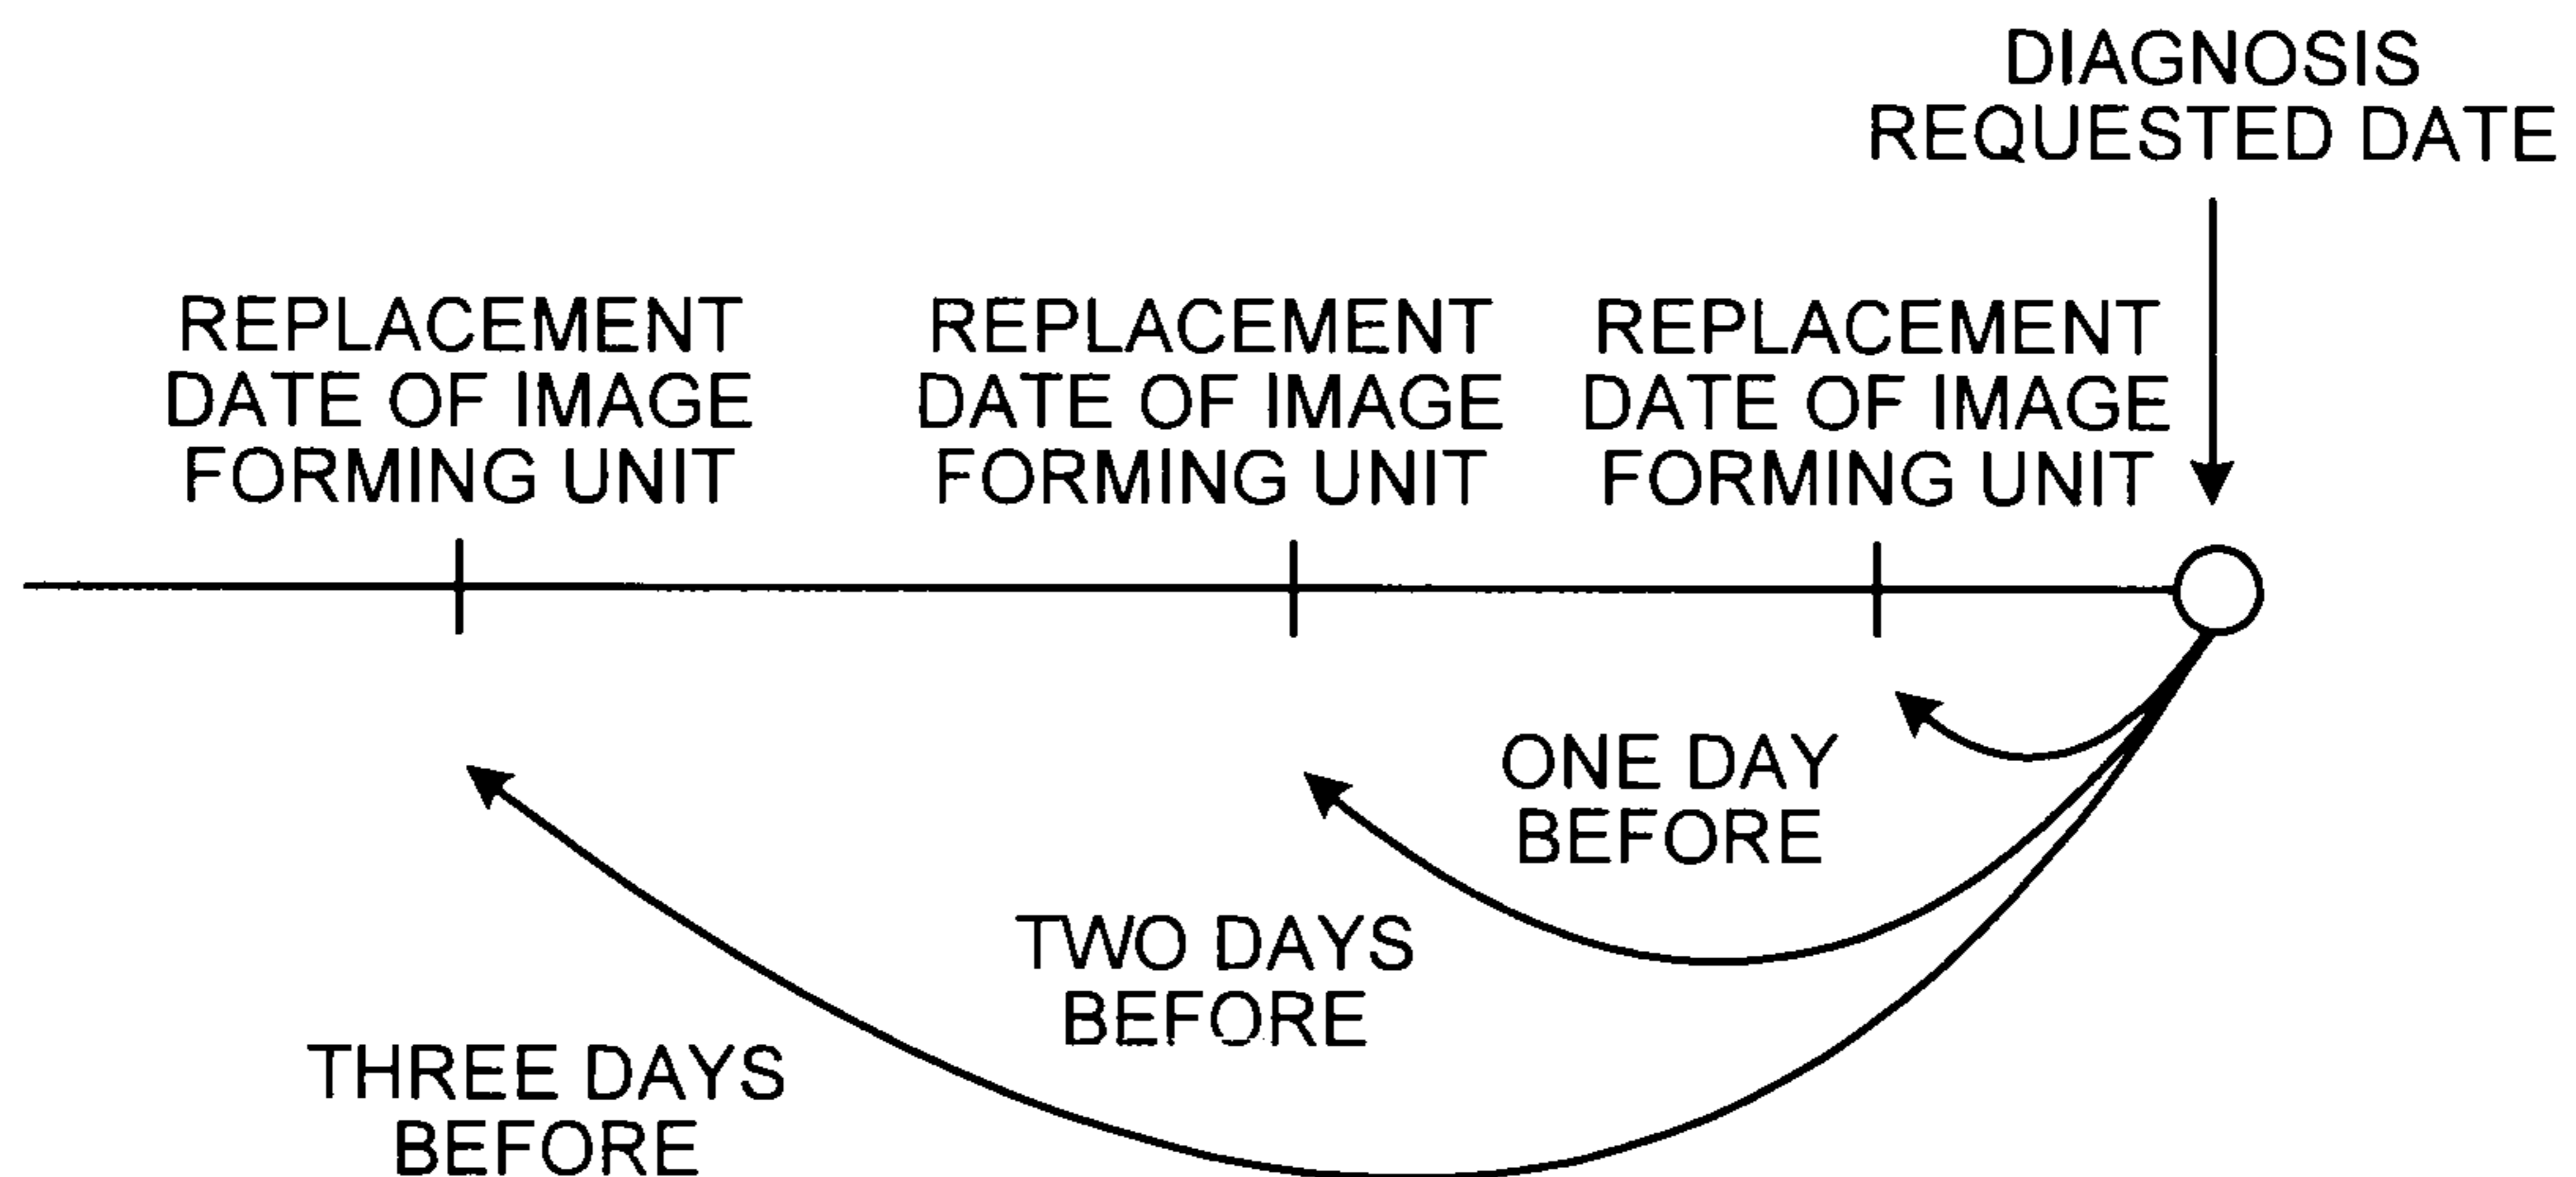 DIAGNOSIS
REQUESTED DATE
REPLACEMENT
DATE OF IMAGE
FORMING UNIT
REPLACEMENT
DATE OF IMAGE
FORMING UNIT
REPLACEMENT
DATE OF IMAGE
FORMING UNIT
ONE DAY
BEFORE
TWO DAYS
BEFORE
THREE DAYS
BEFORE